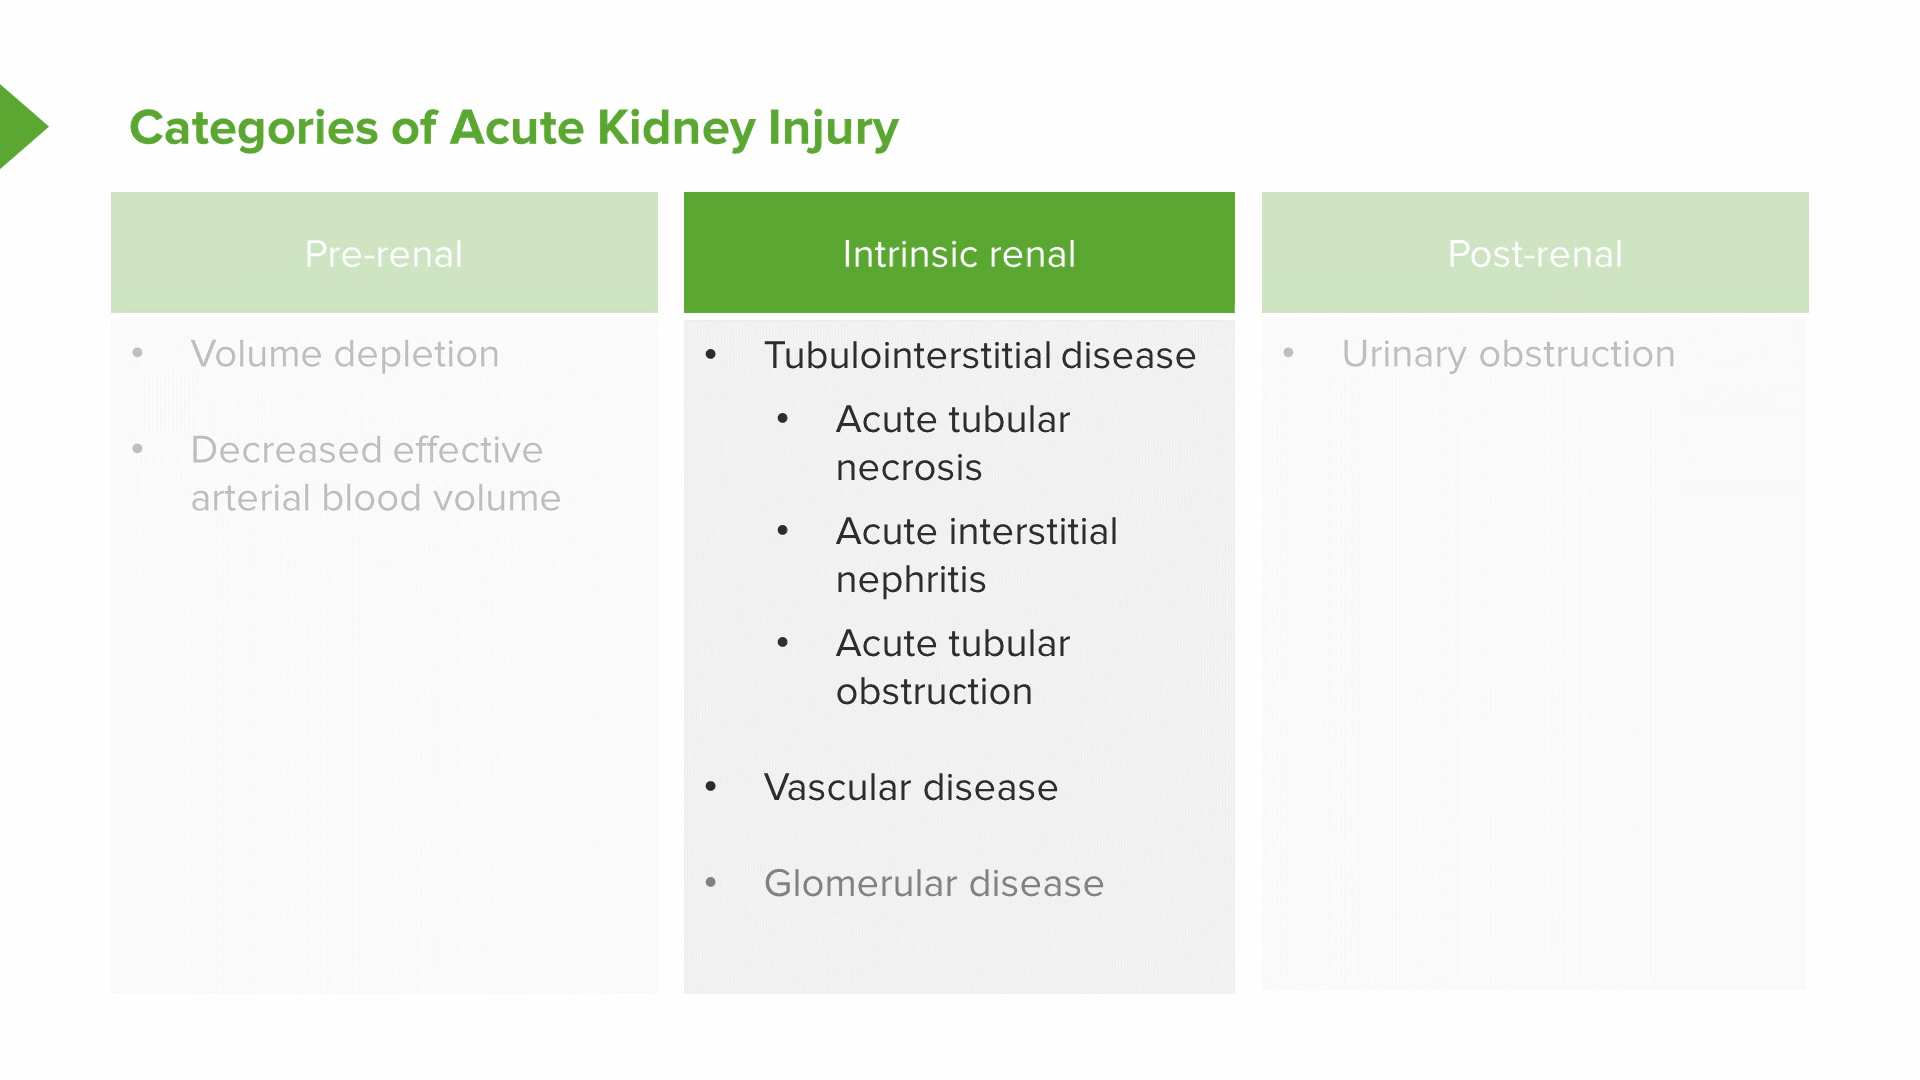 Categories of Acute Kidney Injury
Pre-renal
• Volume depletion
• Decreased effective
arterial blood volume
Intrinsic renal
• Tubulointerstitial disease
• Acute tubular
necrosis
• Acute interstitial
nephritis
• Acute tubular
obstruction
• Vascular disease
• Glomerular disease
Post-renal
• Urinary obstruction